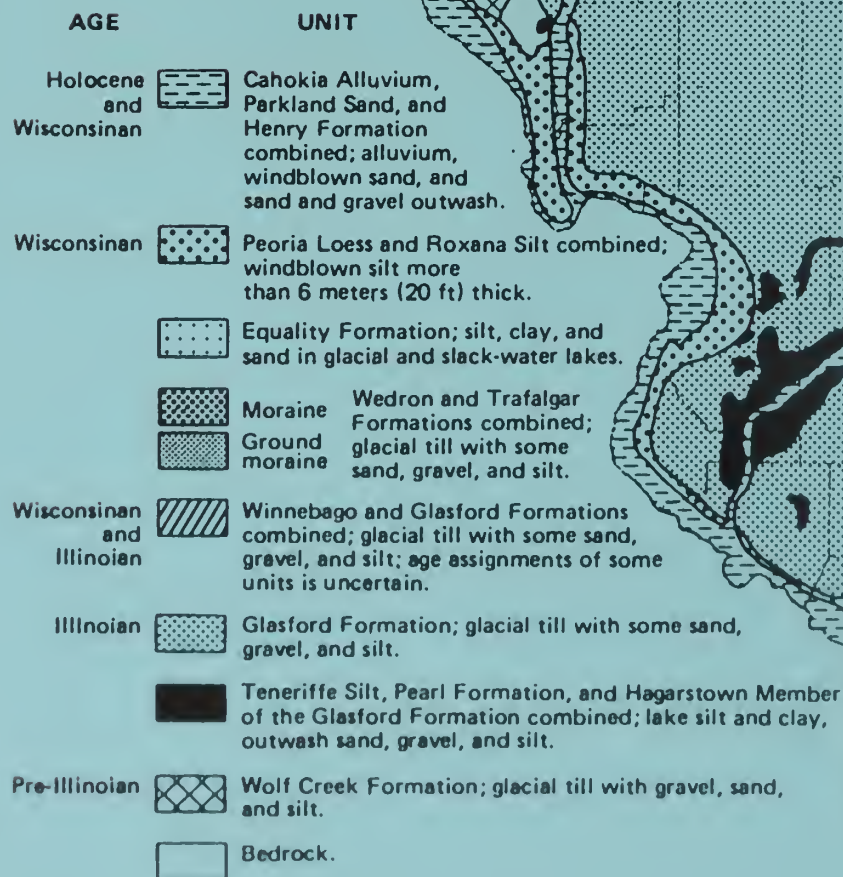 AGE UNIT
Holocene and Wisconsinan
Cahokia Alluvium,
Parkland Sand, and
Henry Formation
combined; alluvium,
windblown sand, and
sand and gravel outwash.
Wisconsinan
Peoria Loess and Roxana Silt combined;
windblown silt more
than 6 meters (20 ft) thick.
Equality Formation; silt, clay, and
sand in glacial and slack-water lakes.
Moraine
Ground
moraine
Wedron and Trafalgar
Formations combined;
glacial till with some
sand, gravel, and silt.
Wisconsinan
and
Illinoian
Winnebago and Glasford Formations
combined; glacial till with some sand,
gravel, and silt; age assignments of some
units is uncertain.
Illinoian
Glasford Formation; glacial till with some sand,
gravel, and silt.
Teneriffe Silt, Pearl Formation, and Hagarstown Member
of the Glasford Formation combined; lake silt and clay,
outwash sand, gravel, and silt.
Pre-Illinoian
Wolf Creek Formation; glacial till with gravel, sand,
and silt.
Bedrock.